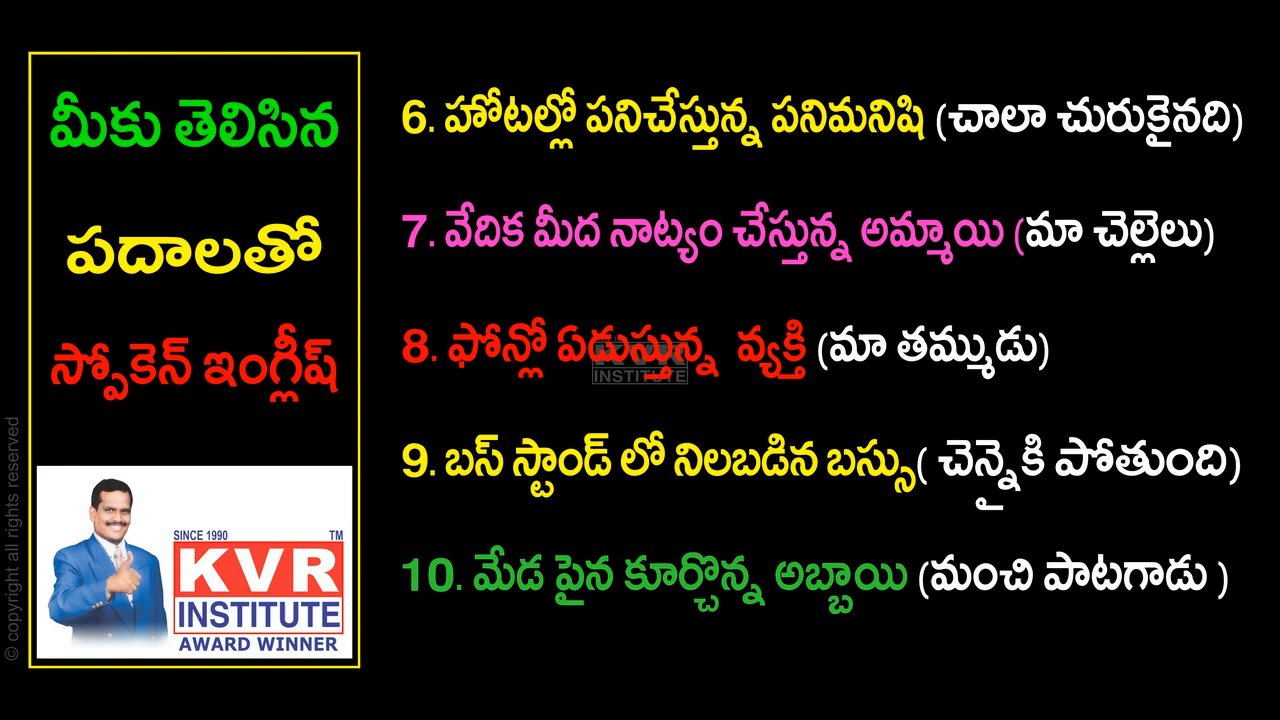 మీకు తెలిసిన
పదాలతో
స్పోకెన్ ఇంగ్లీష్
SINCE 1990 TM
KVR
INSTITUTE
AWARD WINNER
© copyright all rights reserved
6. హోటల్లో పనిచేస్తున్న పనిమనిషి (చాలా చురుకైనది)
7. వేదిక మీద నాట్యం చేస్తున్న అమ్మాయి (మా చెల్లెలు)
8. ఫోన్లో ఏడుస్తున్న వ్యక్తి (మా తమ్ముడు)
KVR
INSTITUTE
9. బస్ స్టాండ్ లో నిలబడిన బస్సు( చెన్నైకి పోతుంది)
10. మేడ పైన కూర్చొన్న అబ్బాయి (మంచి పాటగాడు )